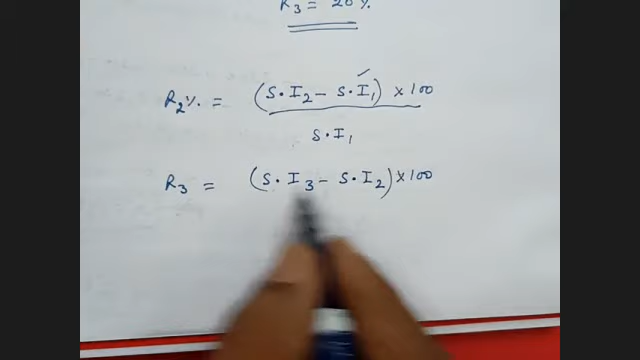 R3 = 20%.
R2%. = (S·I2 - S·I1) × 100
S·I1
R3 = (S·I3 - S·I2) × 100